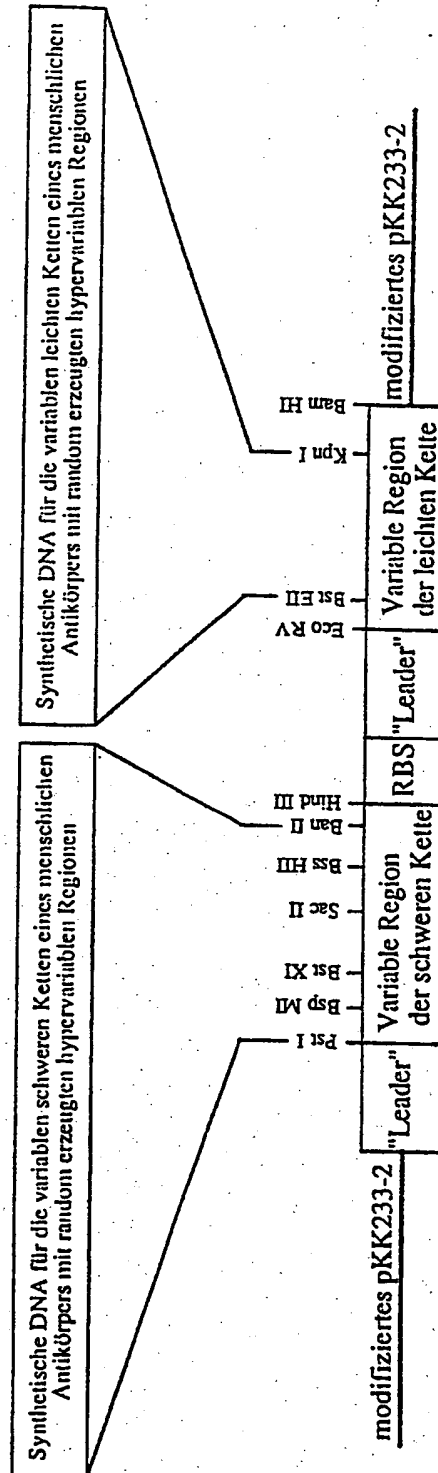 Synthetische DNA für die variablen schweren Ketten eines menschlichen
Antikörpers mit random erzeugten hypervariablen Regionen
Synthetische DNA für die variablen leichten Ketten eines menschlichen
Antikörpers mit random erzeugten hypervariablen Regionen
Pst I
Bsp MI
Bst XI
Sac II
Bss HII
Ban II
Hind III
Eco RV
Bst EII
Kpn I
Bam HI
modifiziertes pKK233-2
"Leader"
Variable Region
der schweren Kette
RBS
"Leader"
Variable Region
der leichten Kette
modifiziertes pKK233-2